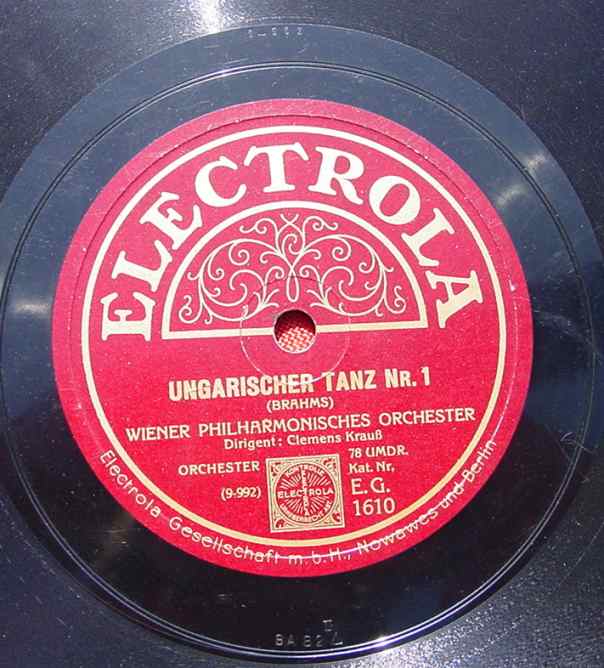 ELECTROLA
UNGARISCHER TANZ NR. 1
(BRAHMS)
WIENER PHILHARMONISCHES ORCHESTER
Dirigent: Clemens Krauß
ORCHESTER
78 UMDR.
Kat. Nr.
(9-992)
ELECTROLA
E.G.
1610
Electrola Gesellschaft m.b.H., Nowawes und Berlin